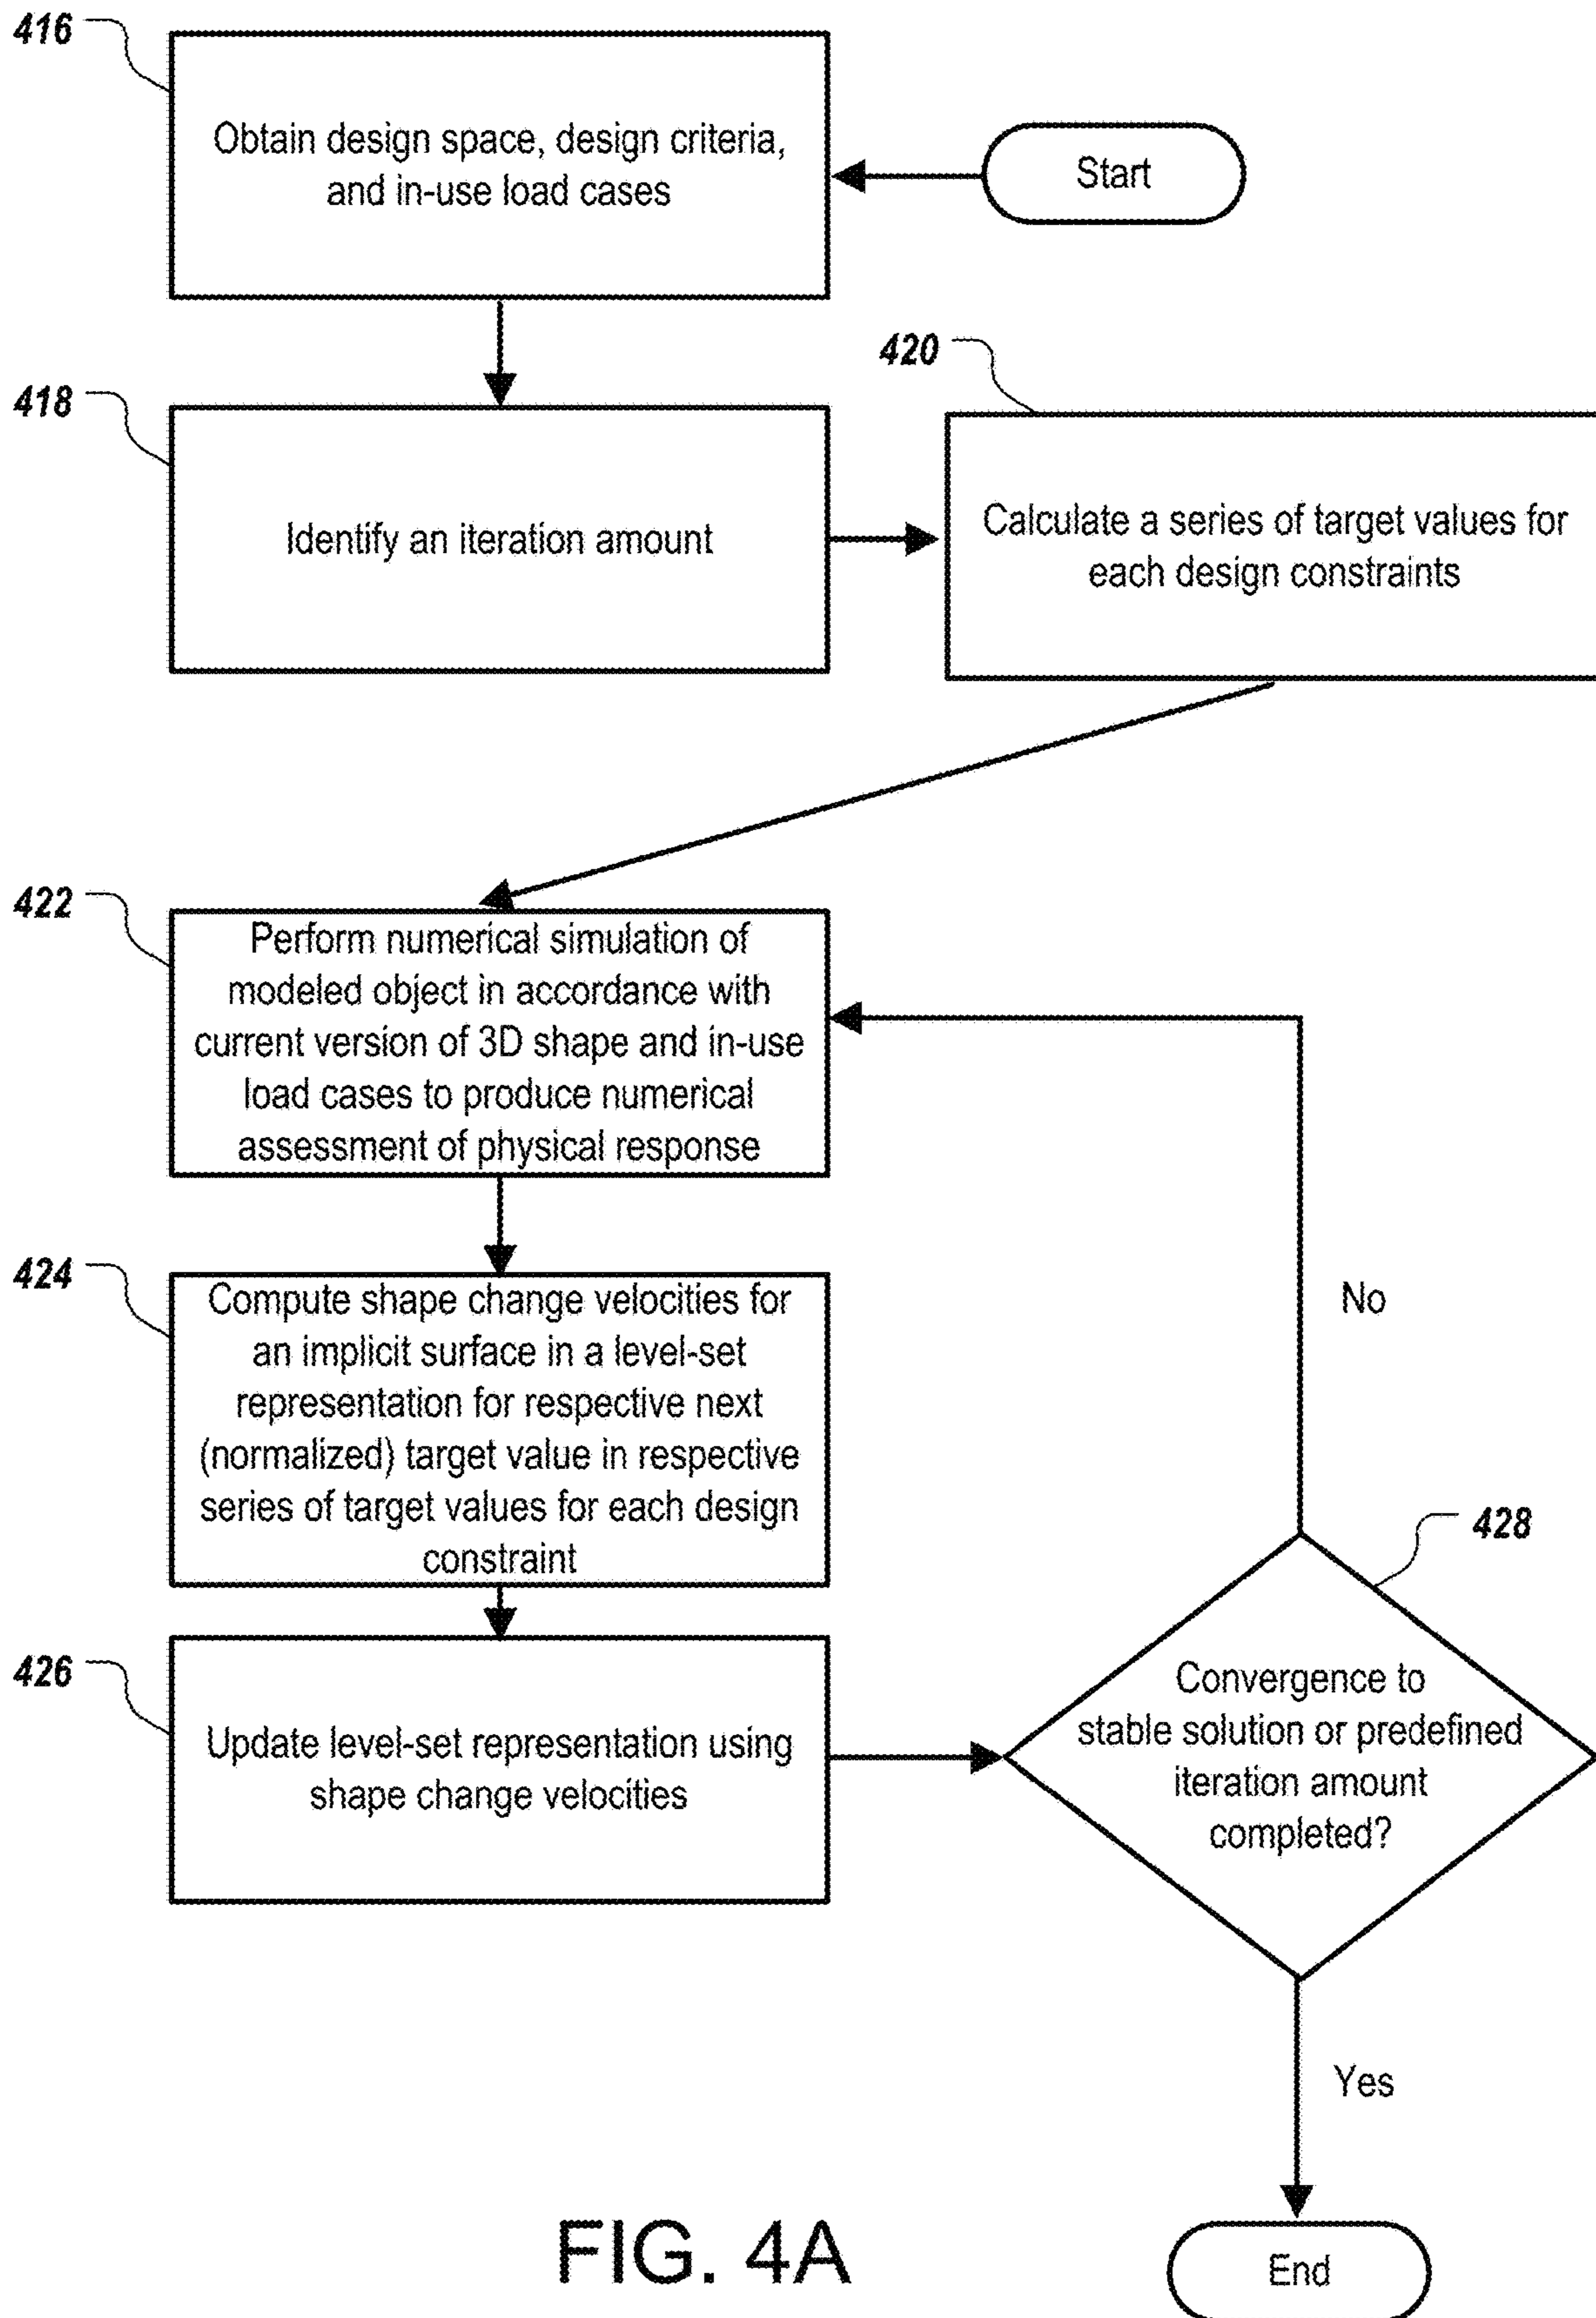 416
Obtain design space, design criteria,
and in-use load cases
Start
418
Identify an iteration amount
420
Calculate a series of target values for
each design constraints
422
Perform numerical simulation of
modeled object in accordance with
current version of 3D shape and in-use
load cases to produce numerical
assessment of physical response
424
Compute shape change velocities for
an implicit surface in a level-set
representation for respective next
(normalized) target value in respective
series of target values for each design
constraint
No
426
Update level-set representation using
shape change velocities
428
Convergence to
stable solution or predefined
iteration amount
completed?
Yes
End
FIG. 4A